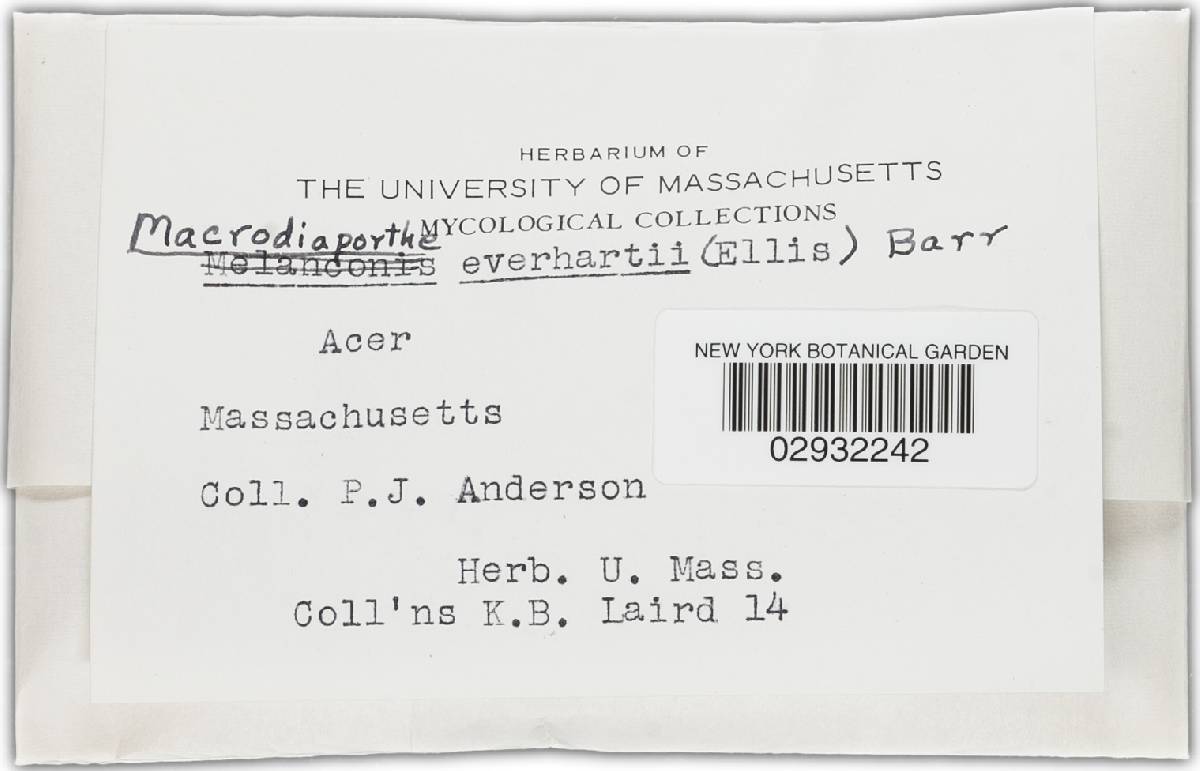 HERBARIUM OF
THE UNIVERSITY OF MASSACHUSETTS
MYCOLOGICAL COLLECTIONS
Macrodiaporthe
Melanconis everhartii (Ellis) Barr
Acer
NEW YORK BOTANICAL GARDEN
02932242
Massachusetts
Coll. P.J. Anderson
Herb. U. Mass.
Coll'ns K.B. Laird 14